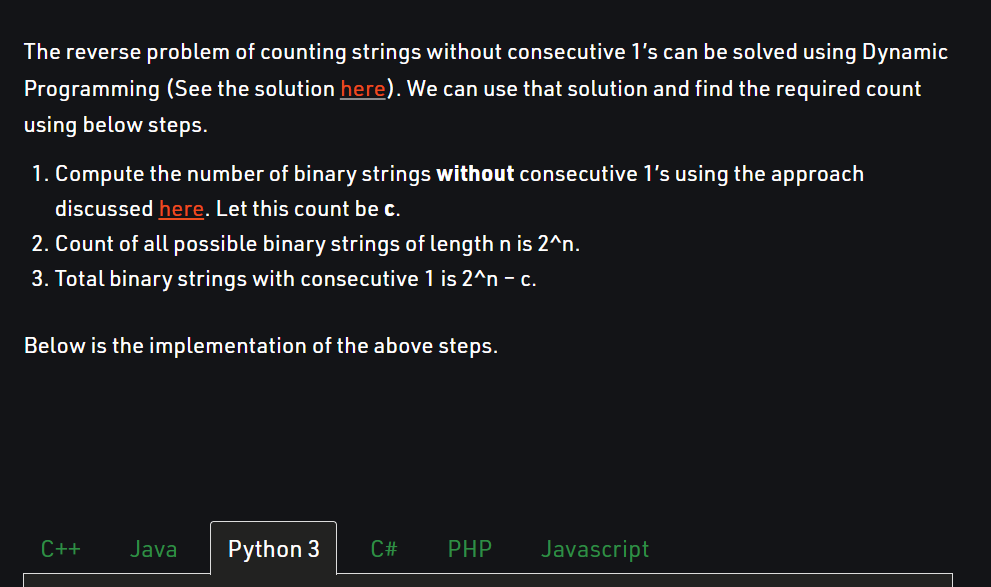 The reverse problem of counting strings without consecutive 1's can be solved using Dynamic
Programming (See the solution here). We can use that solution and find the required count
using below steps.
1. Compute the number of binary strings without consecutive 1's using the approach
discussed here. Let this count be c.
2. Count of all possible binary strings of length n is 2^n.
3. Total binary strings with consecutive 1 is 2^n – c.
Below is the implementation of the above steps.
C++ Java Python 3 C# PHP Javascript